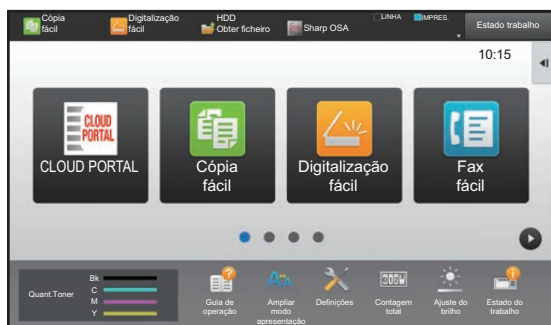 Cópia
fácil
Digitalização
fácil
HDD
Obter ficheiro
Sharp OSA
LINHA
IMPRES.
Estado trabalho
10:15
CLOUD
PORTAL
CLOUD PORTAL
Cópia
fácil
Digitalização
fácil
Fax
fácil
Quant.Toner
Bk
C
M
Y
Guia de
operação
Ampliar
modo
apresentação
Definições
Contagem
total
Ajuste do
brilho
Estado do
trabalho